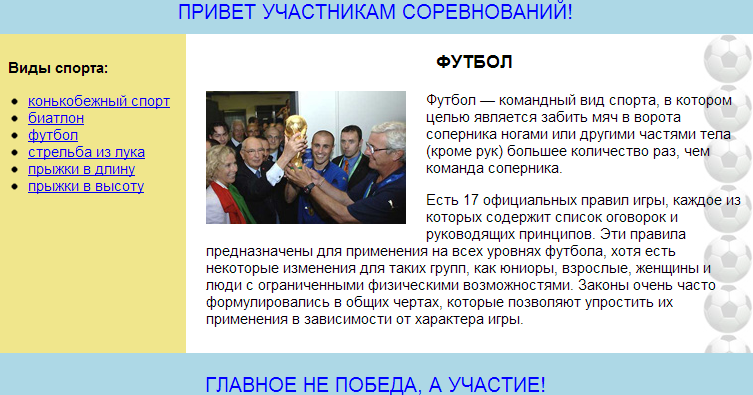 ПРИВЕТ УЧАСТНИКАМ СОРЕВНОВАНИЙ!
Виды спорта:
конькобежный спорт
биатлон
футбол
стрельба из лука
прыжки в длину
прыжки в высоту
ФУТБОЛ
Футбол — командный вид спорта, в котором
целью является забить мяч в ворота
соперника ногами или другими частями тела
(кроме рук) большее количество раз, чем
команда соперника.
Есть 17 официальных правил игры, каждое из
которых содержит список оговорок и
руководящих принципов. Эти правила
предназначены для применения на всех уровнях футбола, хотя есть
некоторые изменения для таких групп, как юниоры, взрослые, женщины и
люди с ограниченными физическими возможностями. Законы очень часто
формулировались в общих чертах, которые позволяют упростить их
применения в зависимости от характера игры.
ГЛАВНОЕ НЕ ПОБЕДА, А УЧАСТИЕ!